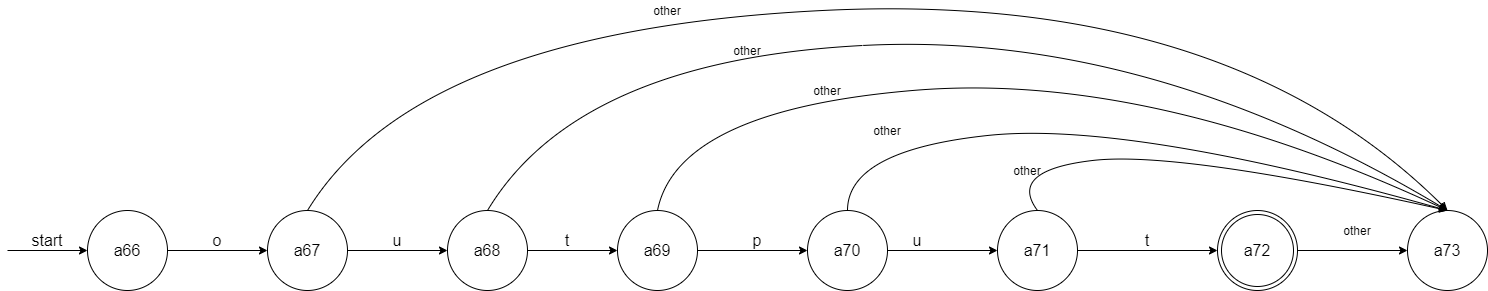 other
other
other
other
other
other
start
a66
o
a67
u
a68
t
a69
p
a70
u
a71
t
a72
a73